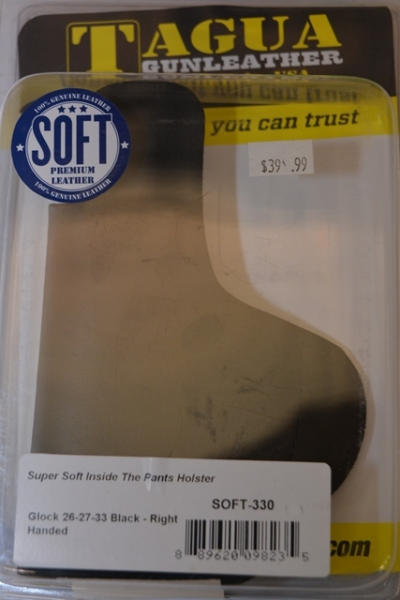 TAGUA
GUNLEATHER
USA
you can trust
100% GENUINE LEATHER
SOFT
PREMIUM
LEATHER
100% GENUINE LEATHER
$39 .99
Super Soft Inside The Pants Holster
SOFT-330
Glock 26-27-33 Black - Right
Handed
8 89620 09823 5
.com